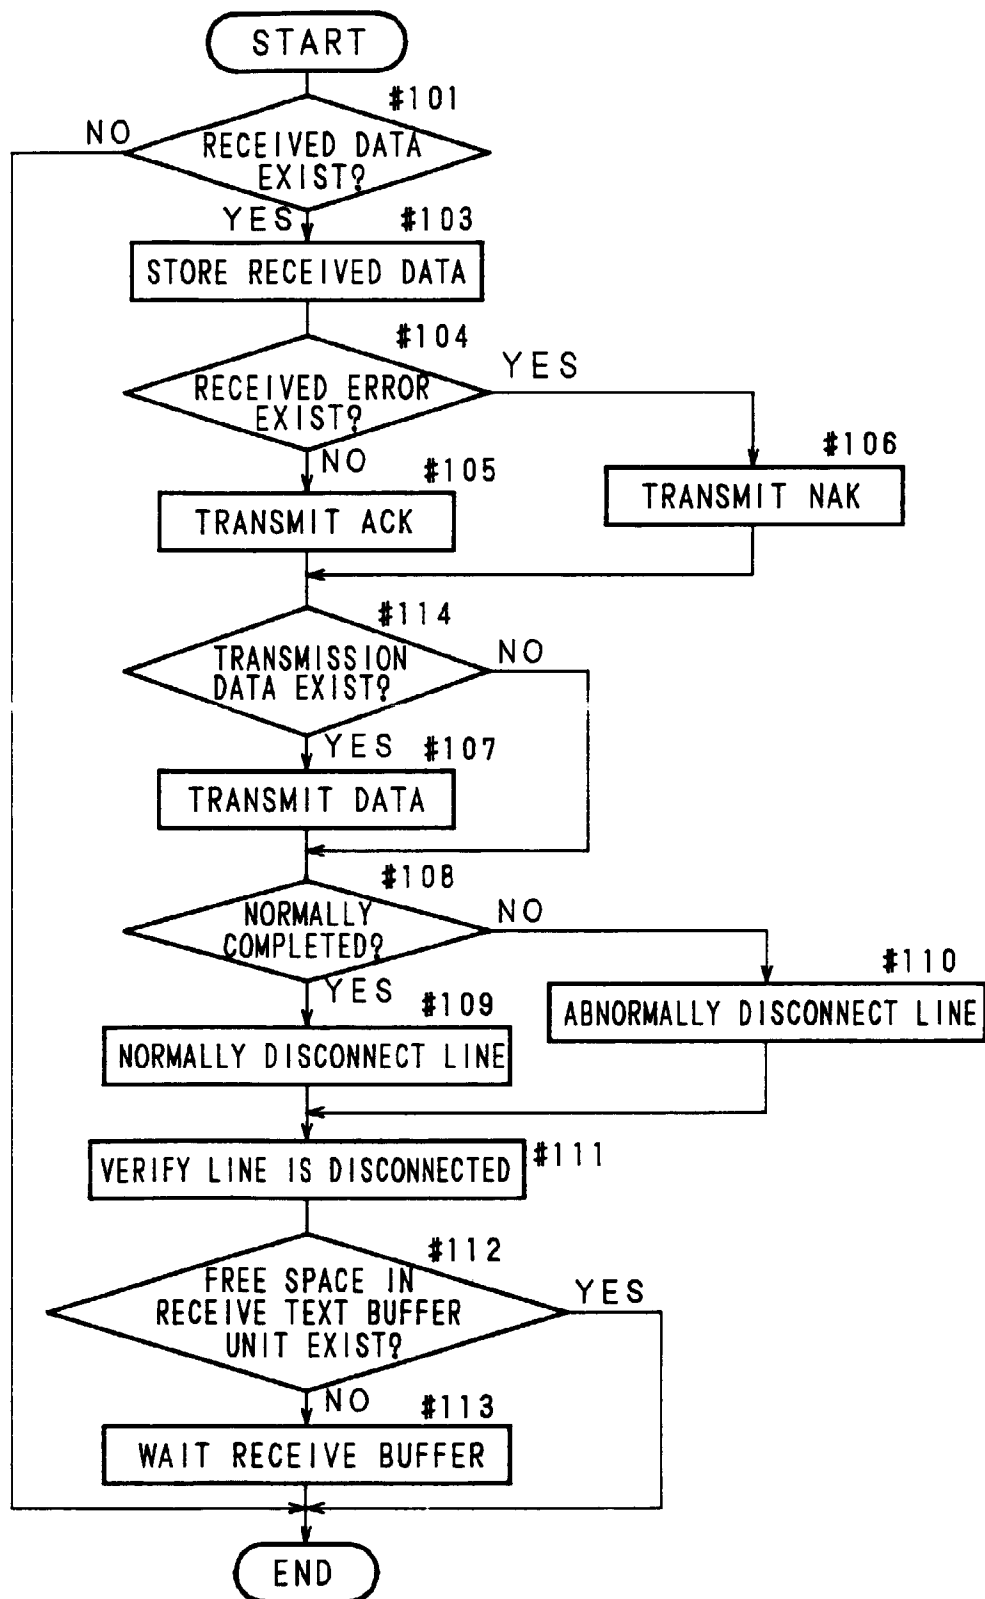 START
#101
NO
RECEIVED DATA
EXIST?
YES
#103
STORE RECEIVED DATA
#104
YES
RECEIVED ERROR
EXIST?
NO
#105
#106
TRANSMIT ACK
TRANSMIT NAK
#114
NO
TRANSMISSION
DATA EXIST?
YES
#107
TRANSMIT DATA
#108
NO
NORMALLY
COMPLETED?
YES
#109
#110
ABNORMALLY DISCONNECT LINE
NORMALLY DISCONNECT LINE
VERIFY LINE IS DISCONNECTED
#111
#112
YES
FREE SPACE IN
RECEIVE TEXT BUFFER
UNIT EXIST?
NO
#113
WAIT RECEIVE BUFFER
END